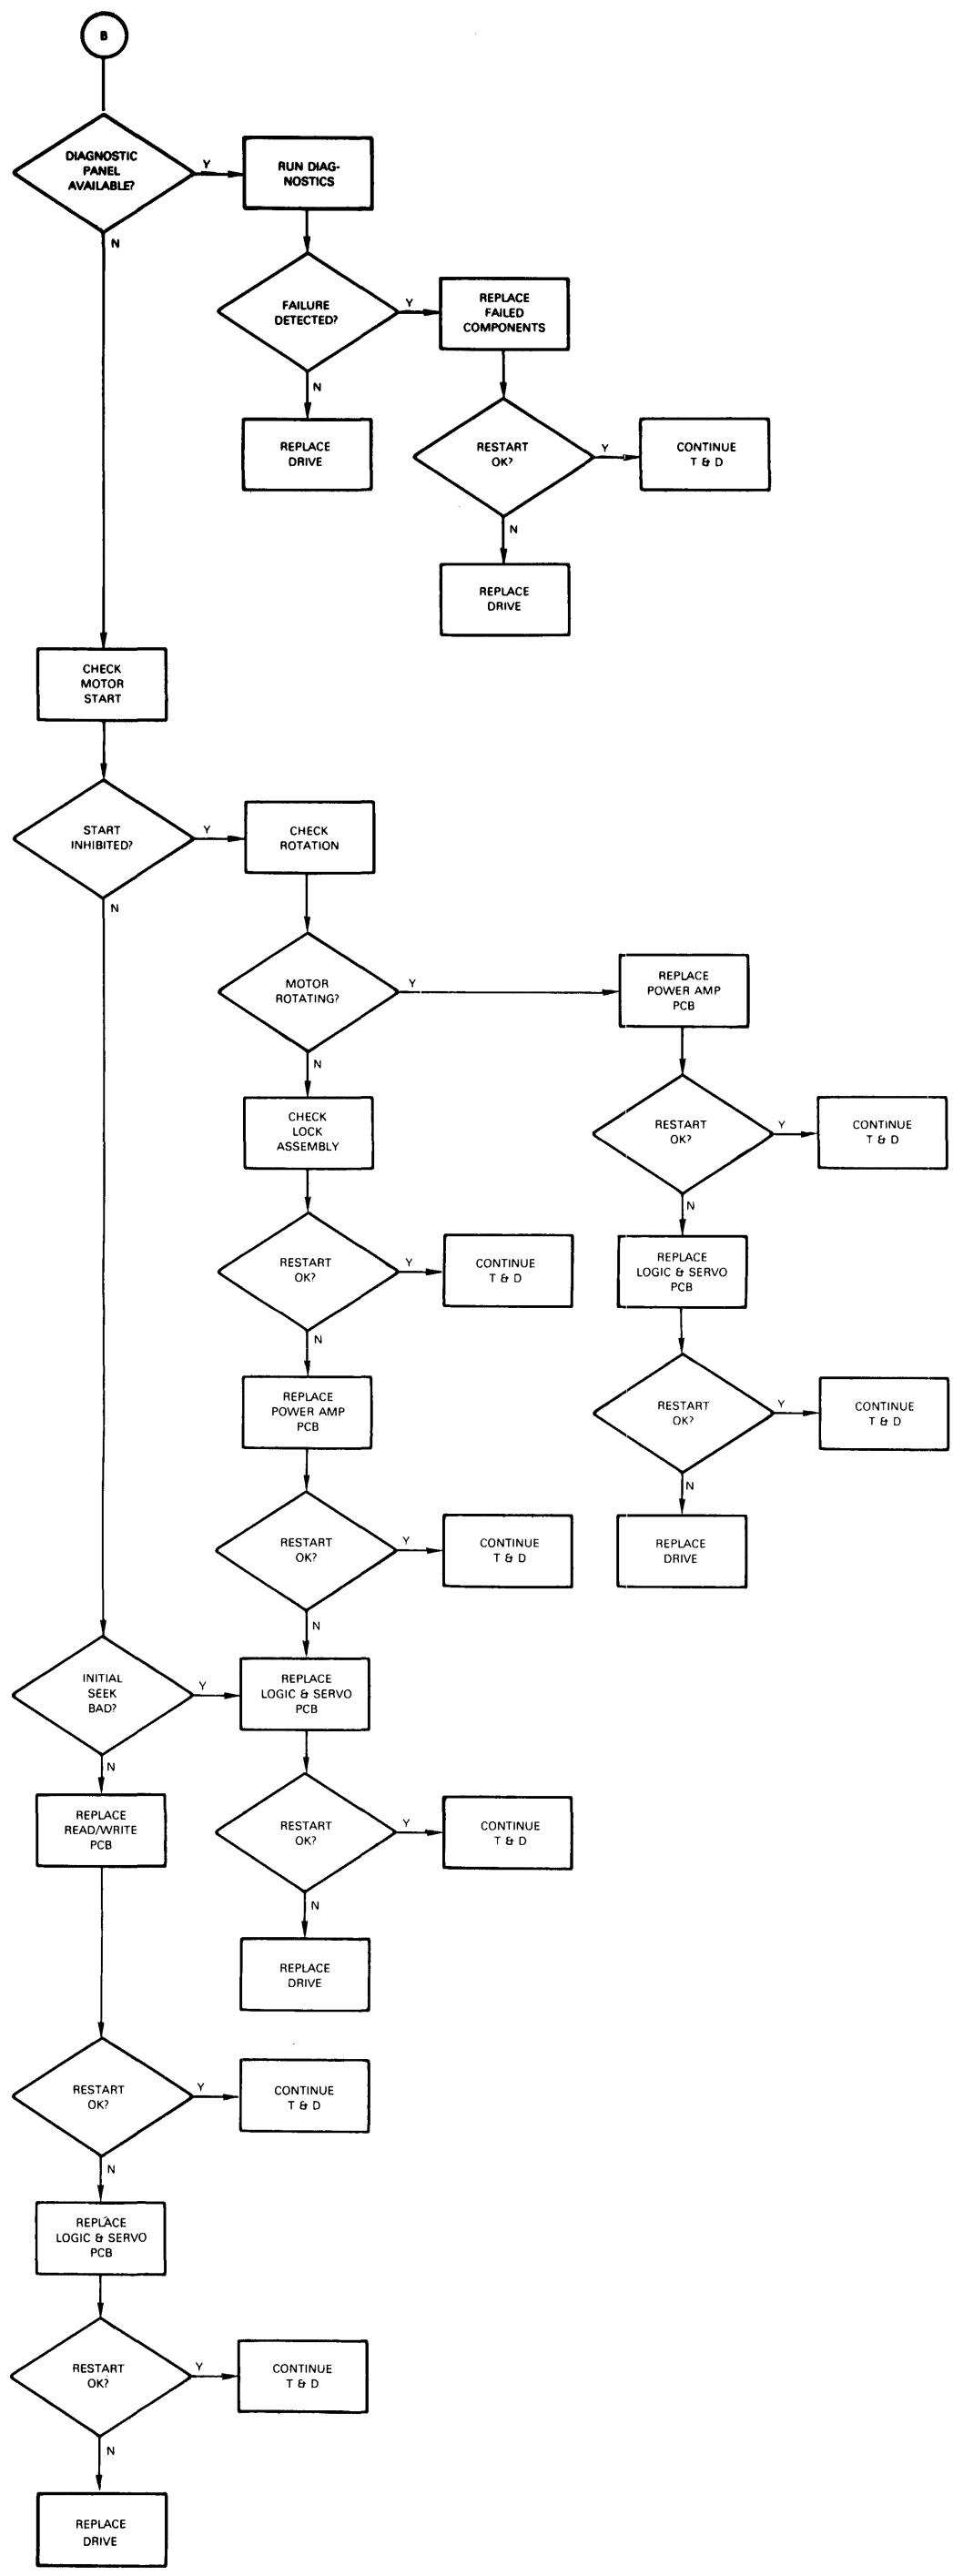 B
DIAGNOSTIC
PANEL
AVAILABLE?
Y
RUN DIAG-
NOSTICS
N
FAILURE
DETECTED?
Y
REPLACE
FAILED
COMPONENTS
N
REPLACE
DRIVE
RESTART
OK?
Y
CONTINUE
T & D
N
REPLACE
DRIVE
CHECK
MOTOR
START
START
INHIBITED?
Y
CHECK
ROTATION
N
MOTOR
ROTATING?
Y
REPLACE
POWER AMP
PCB
N
CHECK
LOCK
ASSEMBLY
RESTART
OK?
Y
CONTINUE
T & D
N
RESTART
OK?
Y
CONTINUE
T & D
REPLACE
LOGIC & SERVO
PCB
N
REPLACE
POWER AMP
PCB
RESTART
OK?
Y
CONTINUE
T & D
N
RESTART
OK?
Y
CONTINUE
T & D
REPLACE
DRIVE
N
INITIAL
SEEK
BAD?
Y
REPLACE
LOGIC & SERVO
PCB
N
REPLACE
READ/WRITE
PCB
RESTART
OK?
Y
CONTINUE
T & D
N
REPLACE
DRIVE
RESTART
OK?
Y
CONTINUE
T & D
N
REPLACE
LOGIC & SERVO
PCB
RESTART
OK?
Y
CONTINUE
T & D
N
REPLACE
DRIVE